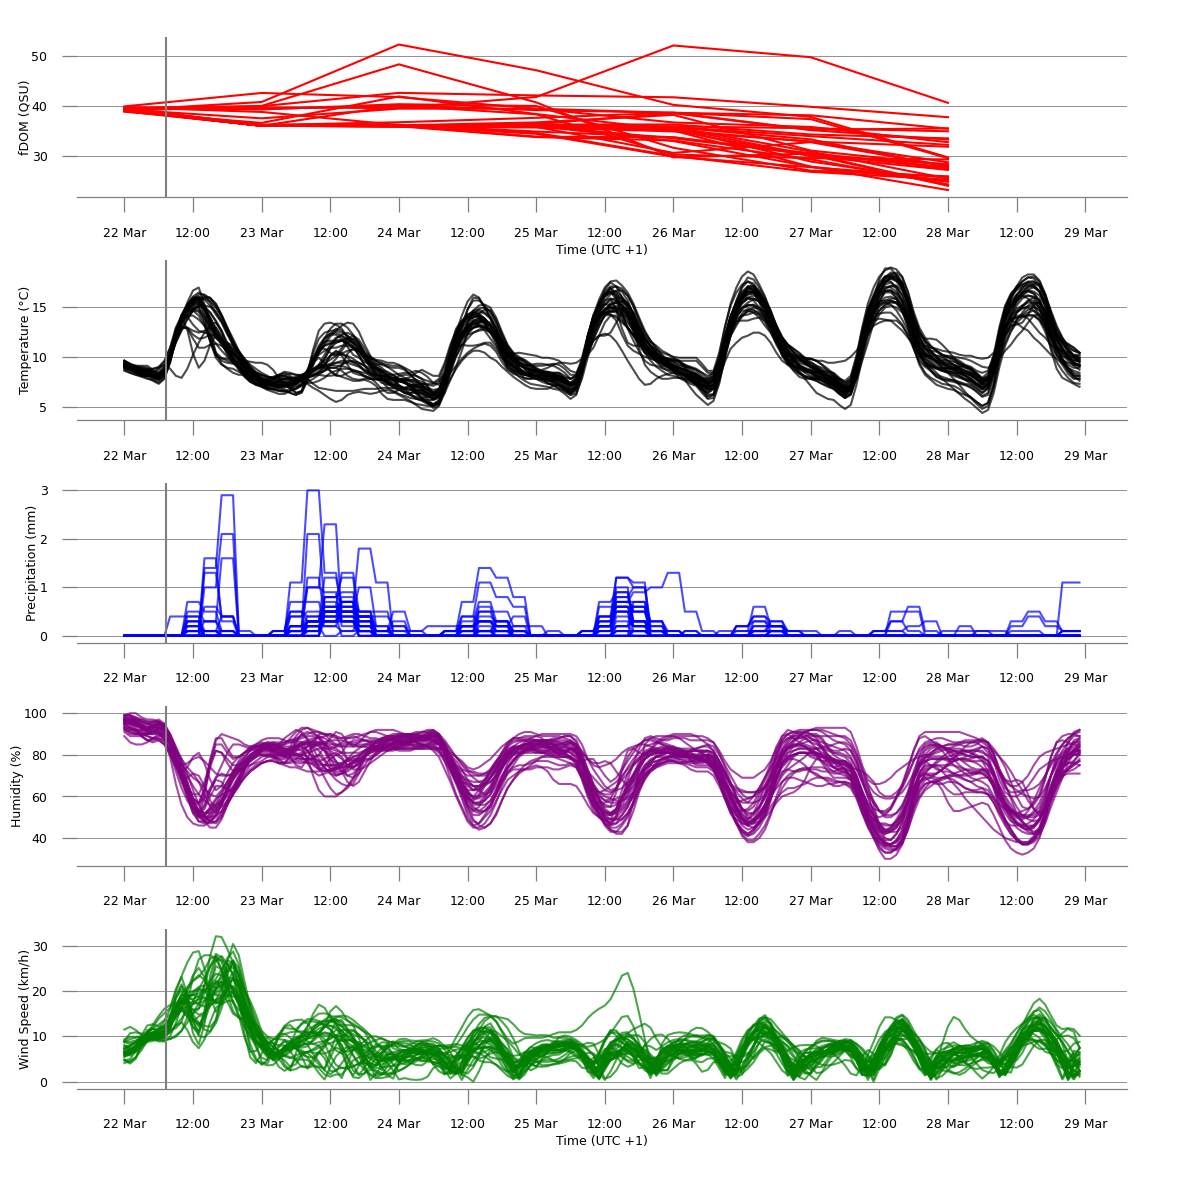 50
40
30
fDOM (QSU)
22 Mar 12:00 23 Mar 12:00 24 Mar 12:00 25 Mar 12:00 26 Mar 12:00 27 Mar 12:00 28 Mar 12:00 29 Mar
Time (UTC +1)
15
10
5
Temperature (°C)
22 Mar 12:00 23 Mar 12:00 24 Mar 12:00 25 Mar 12:00 26 Mar 12:00 27 Mar 12:00 28 Mar 12:00 29 Mar
3
2
1
0
Precipitation (mm)
22 Mar 12:00 23 Mar 12:00 24 Mar 12:00 25 Mar 12:00 26 Mar 12:00 27 Mar 12:00 28 Mar 12:00 29 Mar
100
80
60
40
Humidity (%)
22 Mar 12:00 23 Mar 12:00 24 Mar 12:00 25 Mar 12:00 26 Mar 12:00 27 Mar 12:00 28 Mar 12:00 29 Mar
30
20
10
0
Wind Speed (km/h)
22 Mar 12:00 23 Mar 12:00 24 Mar 12:00 25 Mar 12:00 26 Mar 12:00 27 Mar 12:00 28 Mar 12:00 29 Mar
Time (UTC +1)